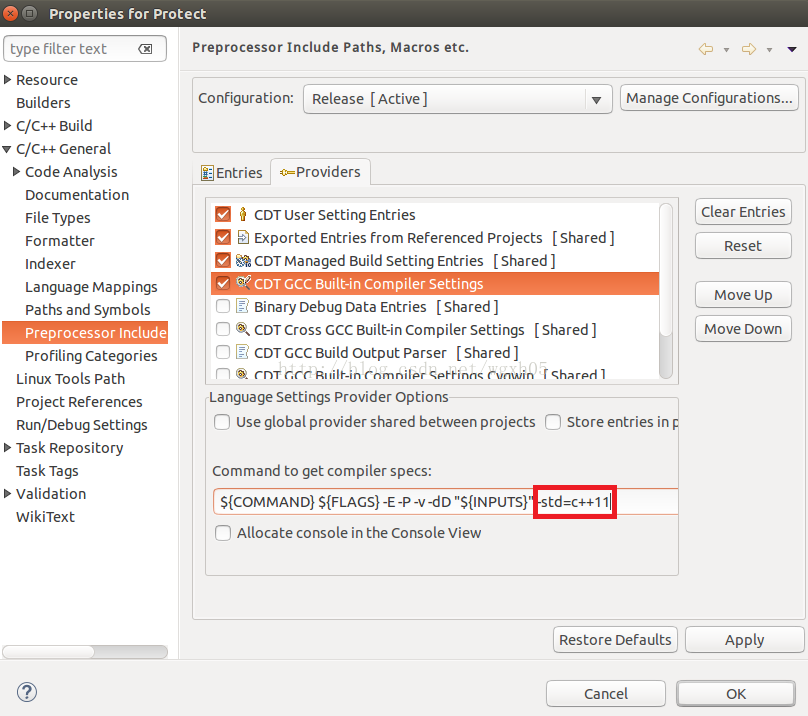 Properties for Protect
type filter text
Resource
Builders
C/C++ Build
C/C++ General
Code Analysis
Documentation
File Types
Formatter
Indexer
Language Mappings
Paths and Symbols
Preprocessor Include
Profiling Categories
Linux Tools Path
Project References
Run/Debug Settings
Task Repository
Task Tags
Validation
WikiText
Preprocessor Include Paths, Macros etc.
Configuration: Release [ Active ] Manage Configurations...
Entries Providers
CDT User Setting Entries
Exported Entries from Referenced Projects [ Shared ]
CDT Managed Build Setting Entries [ Shared ]
CDT GCC Built-in Compiler Settings
Binary Debug Data Entries [ Shared ]
CDT Cross GCC Built-in Compiler Settings [ Shared ]
CDT GCC Build Output Parser [ Shared ]
CDT GCC Built-in Compiler Settings Cygwin [ Shared ]
http://blog.csdn.net/wgxh05
Clear Entries
Reset
Move Up
Move Down
Language Settings Provider Options
Use global provider shared between projects Store entries in p
Command to get compiler specs:
${COMMAND} ${FLAGS} -E -P -v -dD "${INPUTS}" -std=c++11
Allocate console in the Console View
Restore Defaults Apply
? Cancel OK